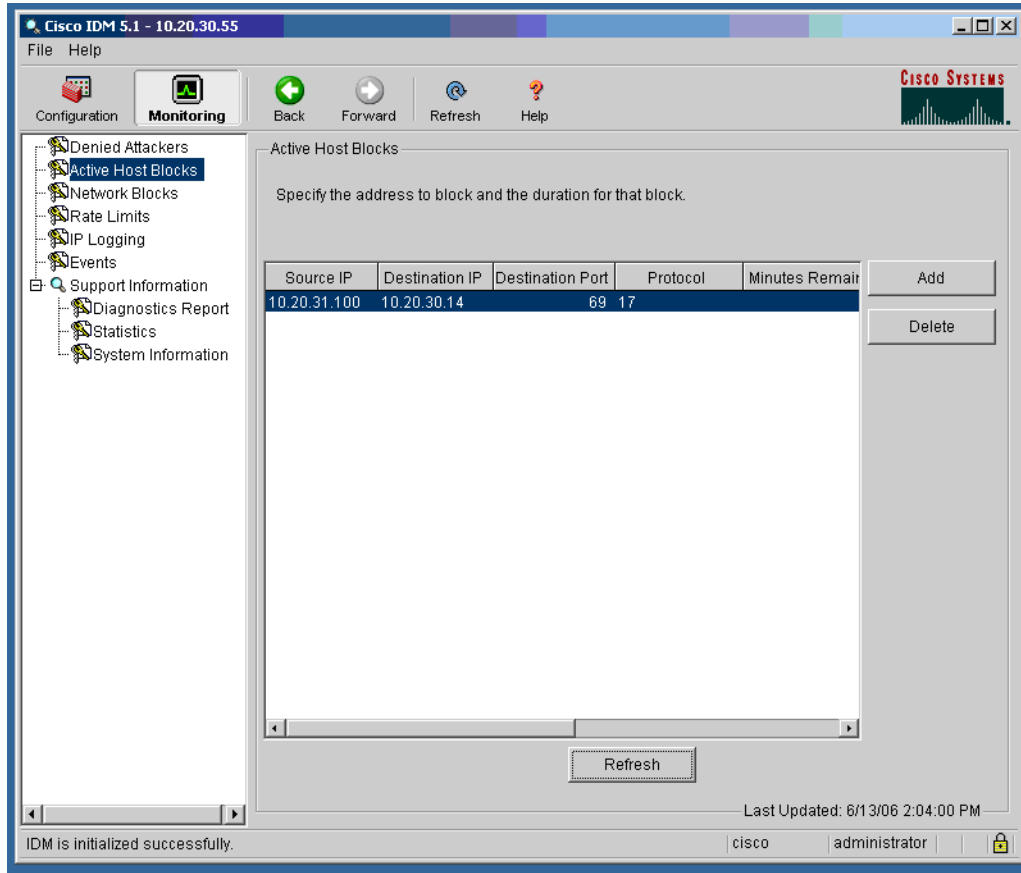 Cisco IDM 5.1 - 10.20.30.55
File Help
Configuration Monitoring Back Forward Refresh Help
CISCO SYSTEMS
Denied Attackers
Active Host Blocks
Network Blocks
Rate Limits
IP Logging
Events
Support Information
Diagnostics Report
Statistics
System Information
Active Host Blocks
Specify the address to block and the duration for that block.
Source IP Destination IP Destination Port Protocol Minutes Remair
10.20.31.100 10.20.30.14 69 17
Add
Delete
Refresh
Last Updated: 6/13/06 2:04:00 PM
IDM is initialized successfully. cisco administrator